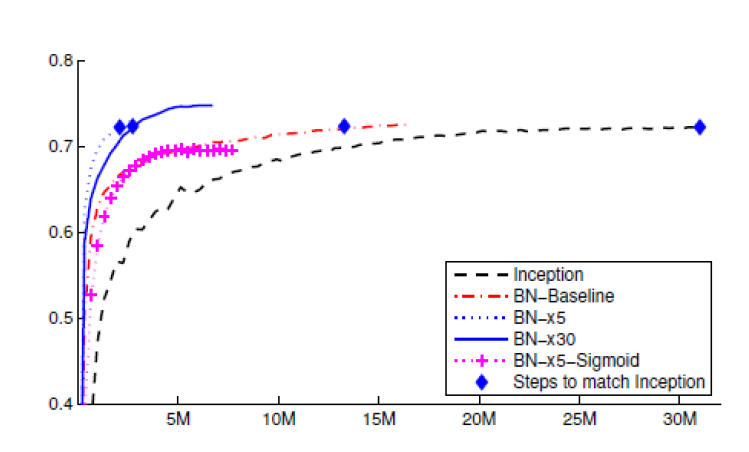 0.8
0.7
0.6
0.5
0.4
5M 10M 15M 20M 25M 30M
Inception
BN−Baseline
BN−x5
BN−x30
BN−x5−Sigmoid
Steps to match Inception